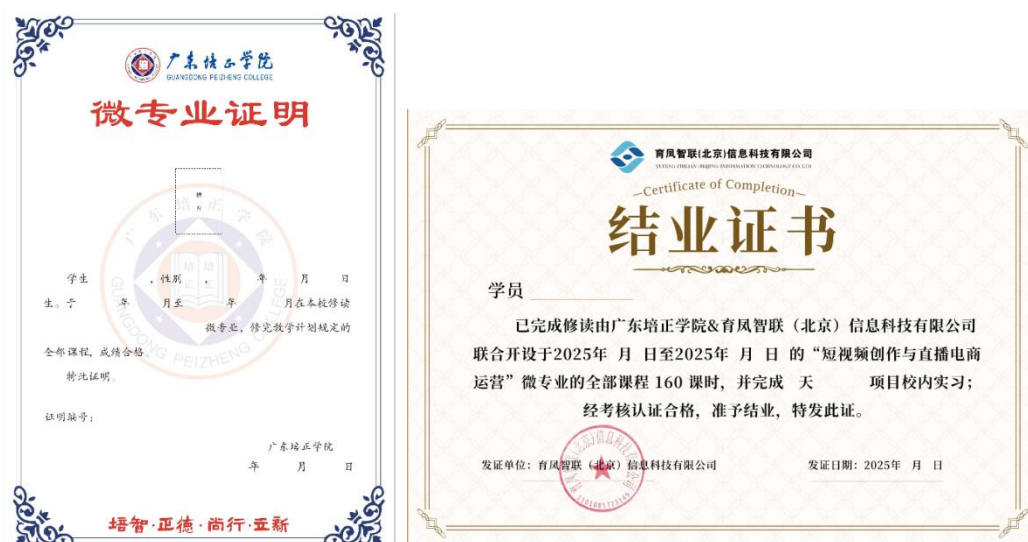 广东培正学院
GUANGDONG PEIZHENG COLLEGE
微专业证明
照
片
学生 ，性别 ， 年 月 日
生。于 年 月至 年 月在本校修读
微专业，修完教学计划规定的
全部课程，成绩合格。
特此证明。
证明编号：
广东培正学院
年 月 日
培智·正德·尚行·立新
育凤智联(北京)信息科技有限公司
Certificate of Completion
结业证书
学员
已完成修读由广东培正学院&育凤智联（北京）信息科技有限公司
联合开设于2025年 月 日至2025年 月 日 的“短视频创作与直播电商
运营”微专业的全部课程 160 课时，并完成 天 项目校内实习；
经考核认证合格，准予结业，特发此证。
发证单位：育凤智联（北京）信息科技有限公司
发证日期：2025年 月 日